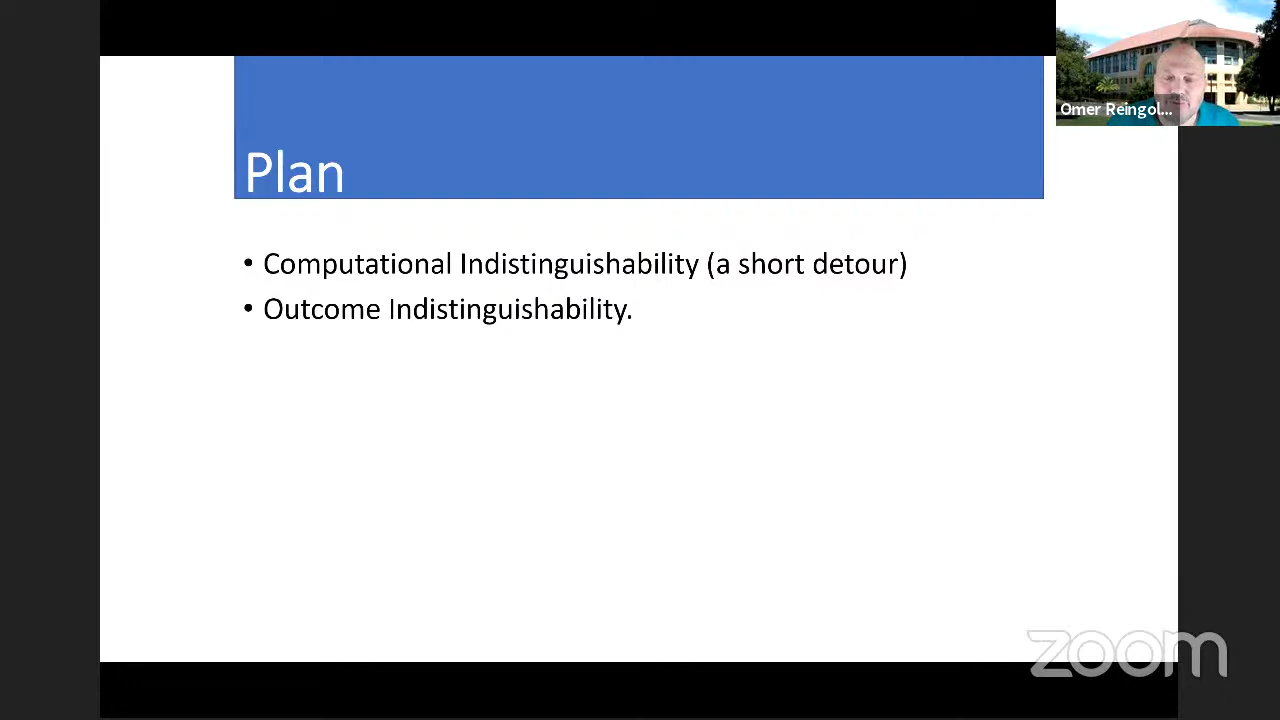 Omer Reingol...
Plan
• Computational Indistinguishability (a short detour)
• Outcome Indistinguishability.
zoom